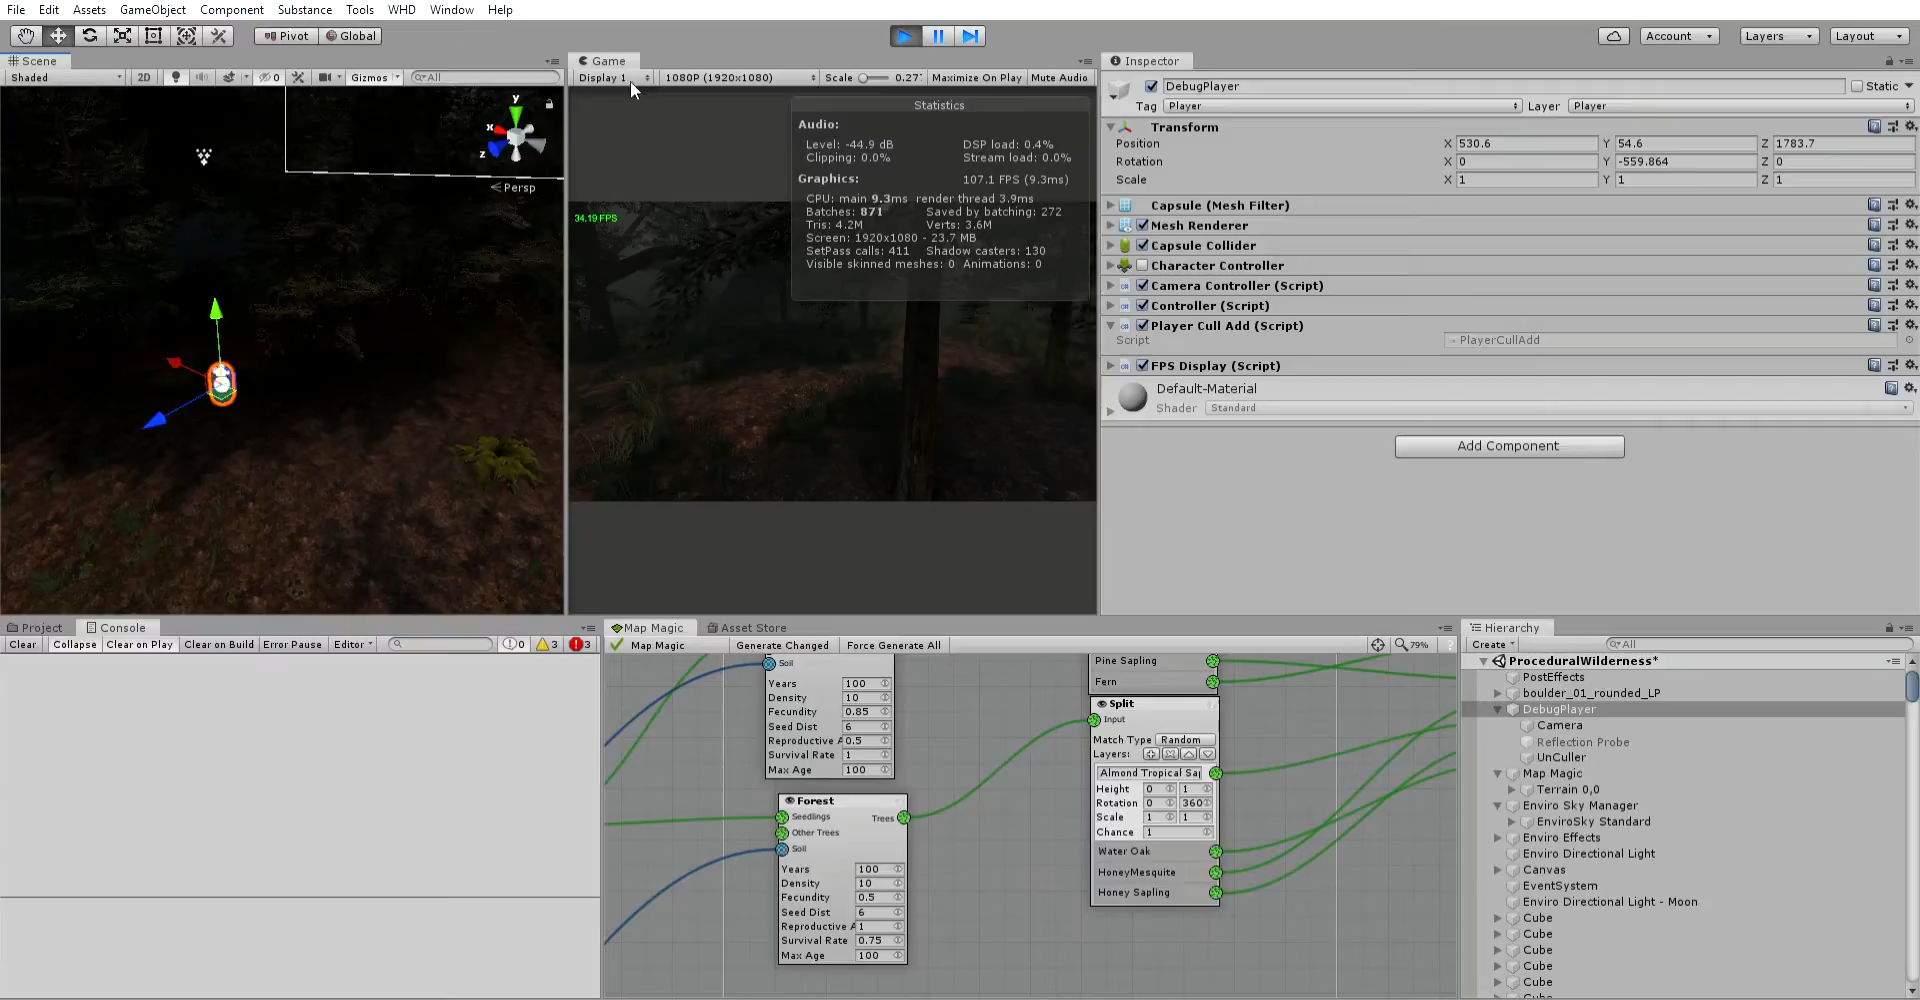 File Edit Assets GameObject Component Substance Tools WHD Window Help
Pivot Global Account Layers Layout
Scene
Shaded 2D 0 Gizmos All
y
x
z
Persp
Game
Display 1 1080P (1920x1080) Scale 0.27 Maximize On Play Mute Audio
34.19 FPS
Statistics
Audio:
Level: -44.9 dB DSP load: 0.4%
Clipping: 0.0% Stream load: 0.0%
Graphics: 107.1 FPS (9.3ms)
CPU: main 9.3ms render thread 3.9ms
Batches: 871 Saved by batching: 272
Tris: 4.2M Verts: 3.6M
Screen: 1920x1080 - 23.7 MB
SetPass calls: 411 Shadow casters: 130
Visible skinned meshes: 0 Animations: 0
Inspector
DebugPlayer Static
Tag Player Layer Player
Transform
Position X 530.6 Y 54.6 Z 1783.7
Rotation X 0 Y -559.864 Z 0
Scale X 1 Y 1 Z 1
Capsule (Mesh Filter)
Mesh Renderer
Capsule Collider
Character Controller
Camera Controller (Script)
Controller (Script)
Player Cull Add (Script)
Script PlayerCullAdd
FPS Display (Script)
Default-Material
Shader Standard
Add Component
Project Console
Clear Collapse Clear on Play Clear on Build Error Pause Editor 0 3 3
Map Magic Asset Store
Map Magic Generate Changed Force Generate All 79% ?
Soil
Years 100
Density 10
Fecundity 0.85
Seed Dist 6
Reproductive A 0.5
Survival Rate 1
Max Age 100
Forest
Seedlings Trees
Other Trees
Soil
Years 100
Density 10
Fecundity 0.5
Seed Dist 6
Reproductive A 1
Survival Rate 0.75
Max Age 100
Pine Sapling
Fern
Split
Input
Match Type Random
Layers:
Almond Tropical Sap
Height 0 1
Rotation 0 360
Scale 1 1
Chance 1
Water Oak
HoneyMesquite
Honey Sapling
Hierarchy
Create All
ProceduralWilderness*
PostEffects
boulder_01_rounded_LP
DebugPlayer
Camera
Reflection Probe
UnCuller
Map Magic
Terrain 0,0
Enviro Sky Manager
EnviroSky Standard
Enviro Effects
Enviro Directional Light
Canvas
EventSystem
Enviro Directional Light - Moon
Cube
Cube
Cube
Cube
Cube
Cube